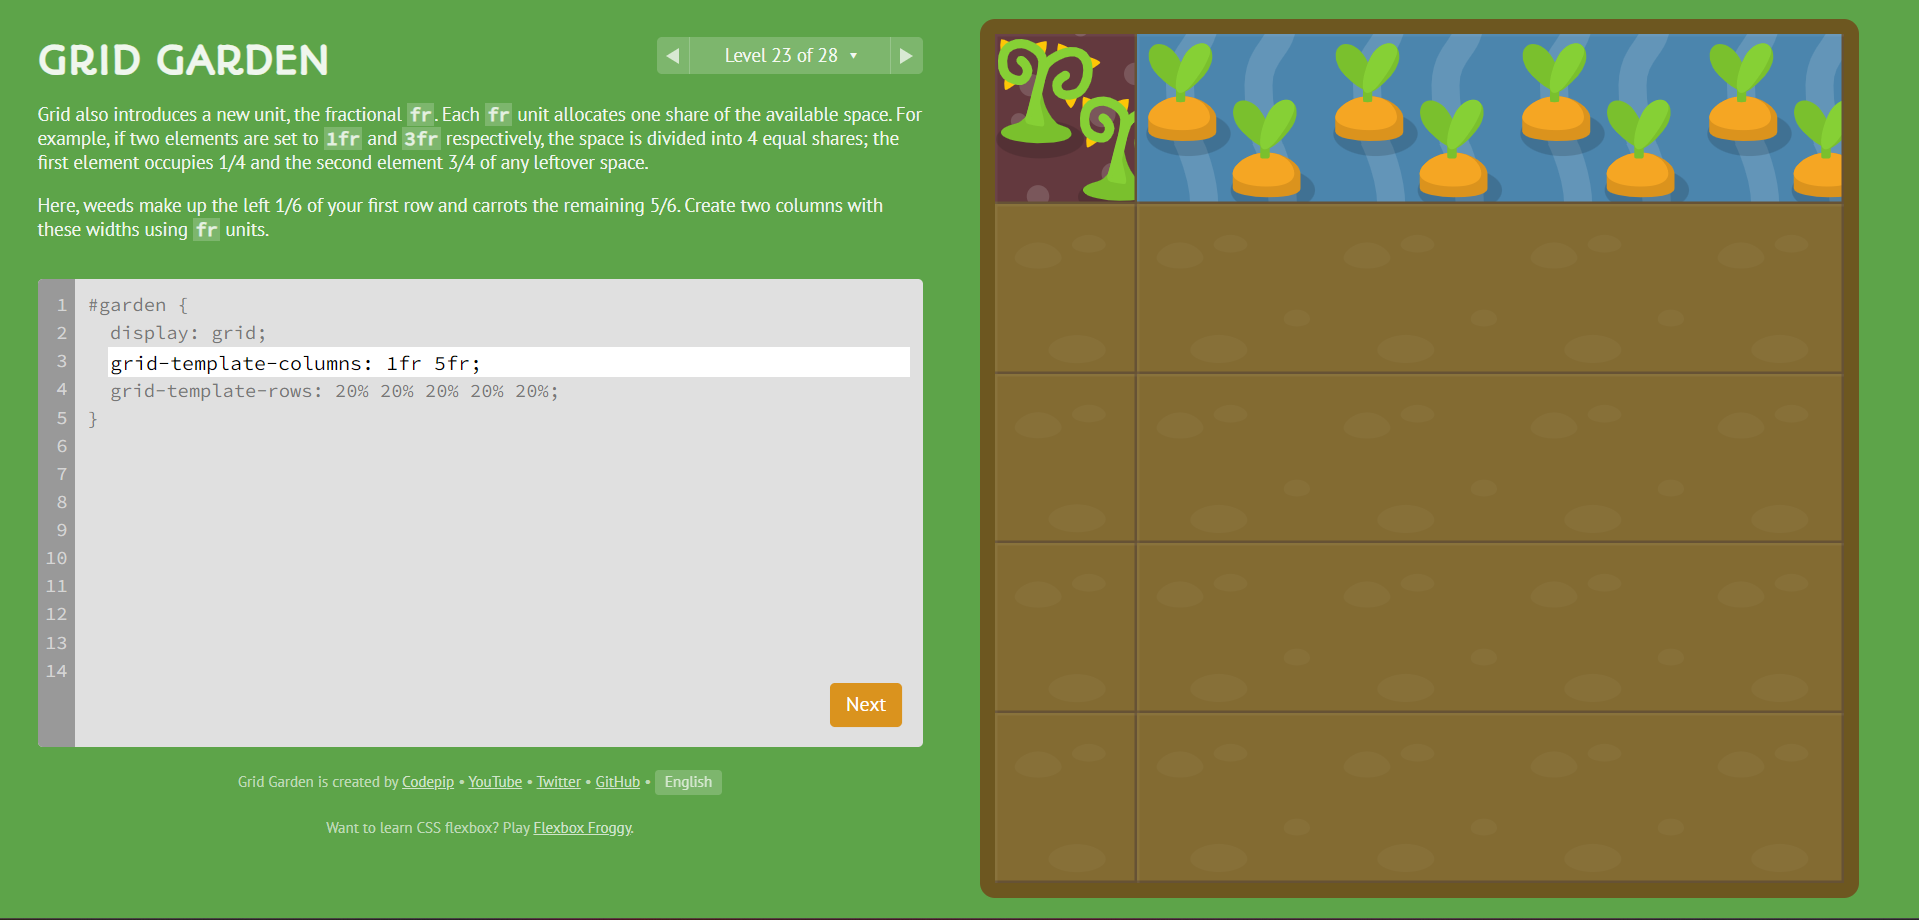 GRID GARDEN
◀ Level 23 of 28 ▾ ▶
Grid also introduces a new unit, the fractional fr. Each fr unit allocates one share of the available space. For
example, if two elements are set to 1fr and 3fr respectively, the space is divided into 4 equal shares; the
first element occupies 1/4 and the second element 3/4 of any leftover space.
Here, weeds make up the left 1/6 of your first row and carrots the remaining 5/6. Create two columns with
these widths using fr units.
1 #garden {
2 display: grid;
3 grid-template-columns: 1fr 5fr;
4 grid-template-rows: 20% 20% 20% 20% 20%;
5 }
6
7
8
9
10
11
12
13
14
Next
Grid Garden is created by Codepip • YouTube • Twitter • GitHub • English
Want to learn CSS flexbox? Play Flexbox Froggy.